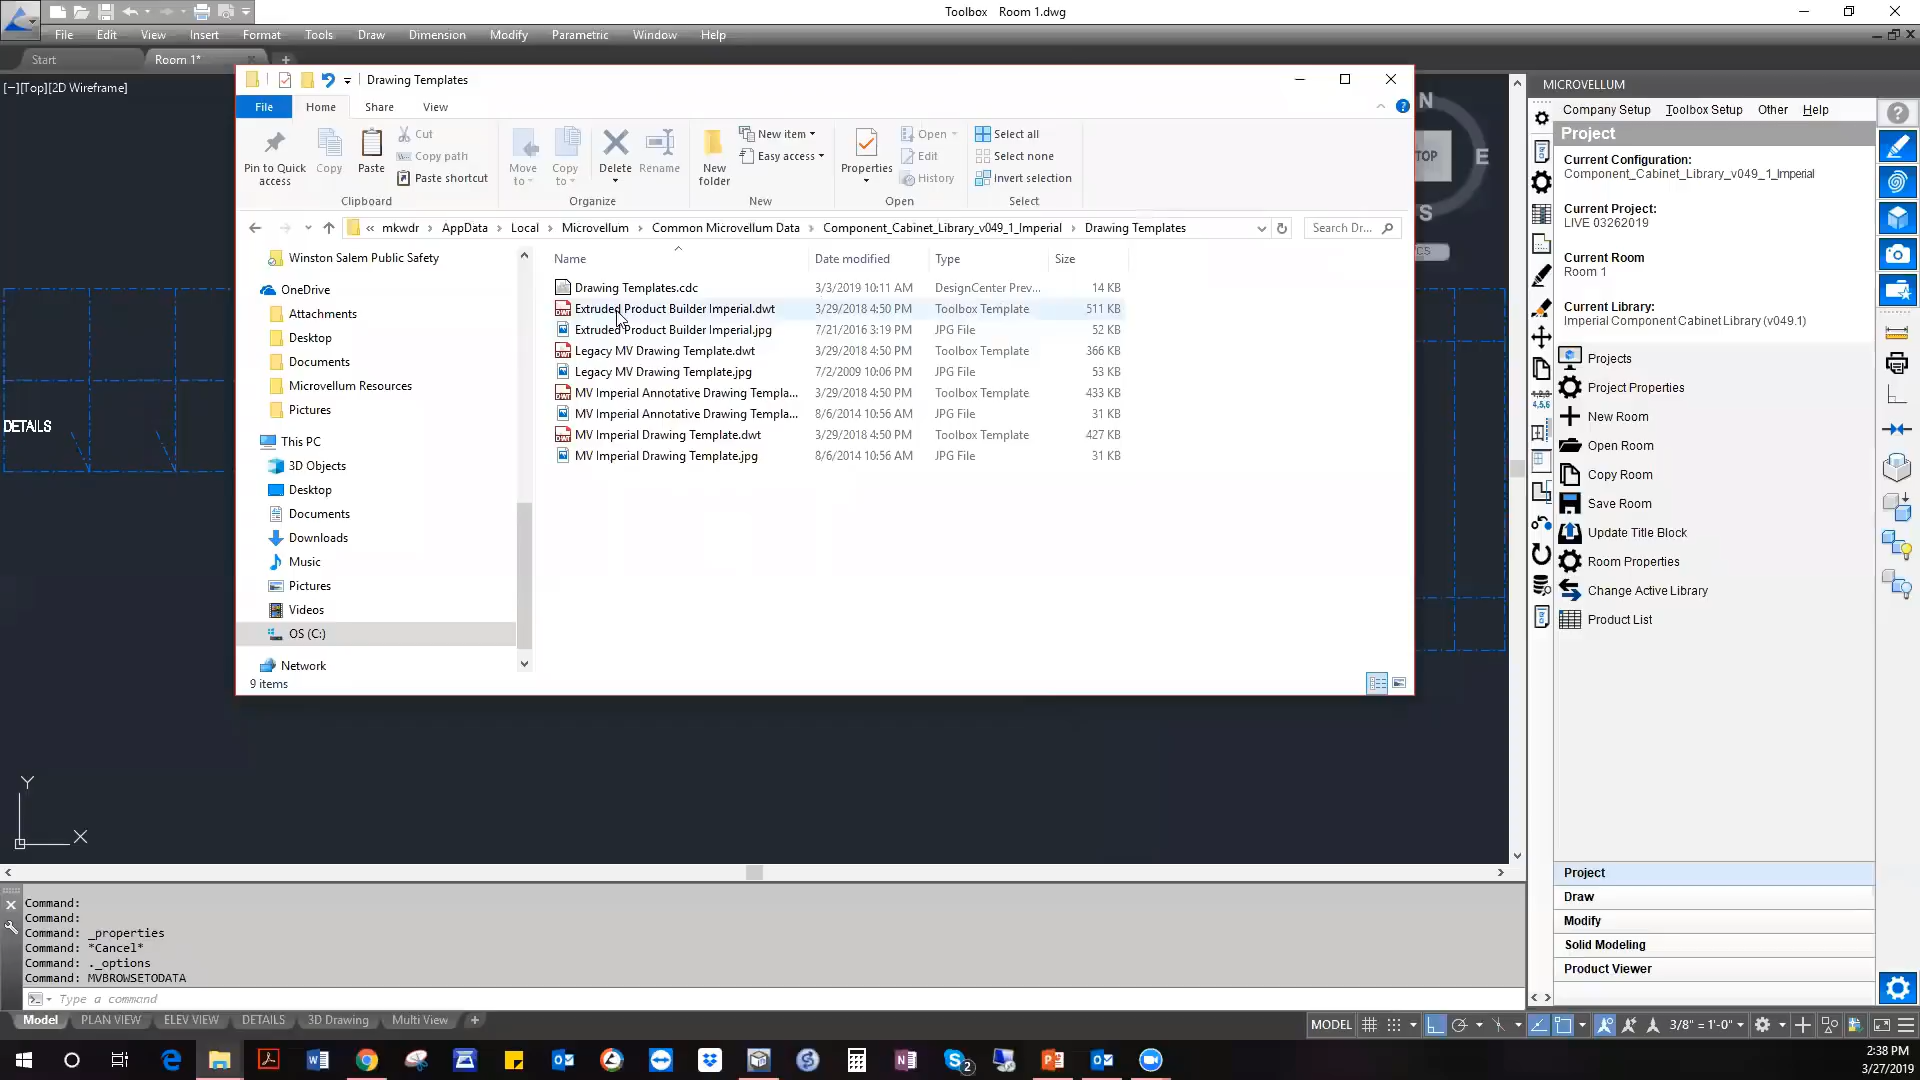 Toolbox Room 1.dwg
File Edit View Insert Format Tools Draw Dimension Modify Parametric Window Help
Start Room 1*
[−][Top][2D Wireframe]
Drawing Templates
File Home Share View
Pin to Quick access
Copy
Paste
Cut
Copy path
Paste shortcut
Clipboard
Move to
Copy to
Delete
Rename
Organize
New folder
New item
Easy access
New
Properties
Open
Edit
History
Open
Select all
Select none
Invert selection
Select
« mkwdr > AppData > Local > Microvellum > Common Microvellum Data > Component_Cabinet_Library_v049_1_Imperial > Drawing Templates
Search Dr...
Winston Salem Public Safety
OneDrive
Attachments
Desktop
Documents
Microvellum Resources
Pictures
This PC
3D Objects
Desktop
Documents
Downloads
Music
Pictures
Videos
OS (C:)
Network
9 items
Name Date modified Type Size
Drawing Templates.cdc 3/3/2019 10:11 AM DesignCenter Prev... 14 KB
Extruded Product Builder Imperial.dwt 3/29/2018 4:50 PM Toolbox Template 511 KB
Extruded Product Builder Imperial.jpg 7/21/2016 3:19 PM JPG File 52 KB
Legacy MV Drawing Template.dwt 3/29/2018 4:50 PM Toolbox Template 366 KB
Legacy MV Drawing Template.jpg 7/2/2009 10:06 PM JPG File 53 KB
MV Imperial Annotative Drawing Templa... 3/29/2018 4:50 PM Toolbox Template 433 KB
MV Imperial Annotative Drawing Templa... 8/6/2014 10:56 AM JPG File 31 KB
MV Imperial Drawing Template.dwt 3/29/2018 4:50 PM Toolbox Template 427 KB
MV Imperial Drawing Template.jpg 8/6/2014 10:56 AM JPG File 31 KB
DETAILS
N
TOP
E
S
Y
X
MICROVELLUM
Company Setup Toolbox Setup Other Help
Project
Current Configuration:
Component_Cabinet_Library_v049_1_Imperial
Current Project:
LIVE 03262019
Current Room
Room 1
Current Library:
Imperial Component Cabinet Library (v049.1)
Projects
Project Properties
New Room
Open Room
Copy Room
Save Room
Update Title Block
Room Properties
Change Active Library
Product List
Project
Draw
Modify
Solid Modeling
Product Viewer
Command:
Command:
Command: _properties
Command: *Cancel*
Command: ._options
Command: MVBROWSETODATA
Type a command
Model PLAN VIEW ELEV VIEW DETAILS 3D Drawing Multi View +
MODEL
3/8" = 1'-0"
2:38 PM
3/27/2019